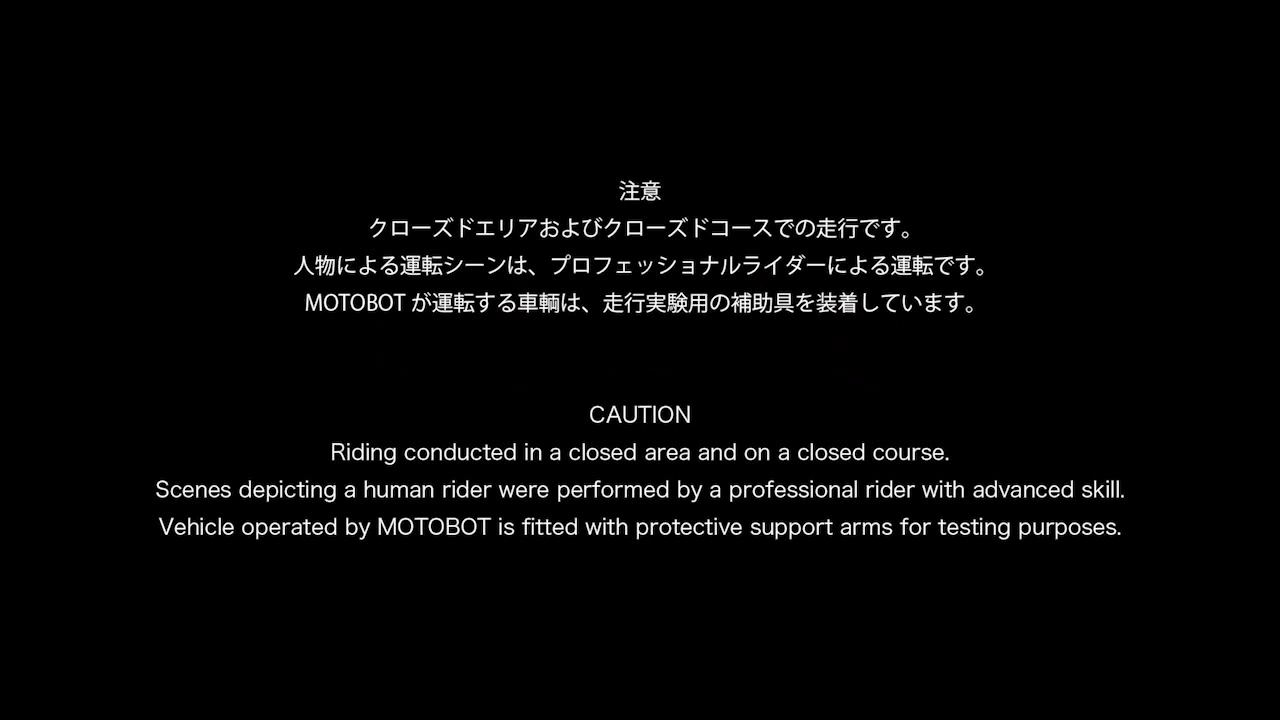 注意
クローズドエリアおよびクローズドコースでの走行です。
人物による運転シーンは、プロフェッショナルライダーによる運転です。
MOTOBOT が運転する車輌は、走行実験用の補助具を装着しています。
CAUTION
Riding conducted in a closed area and on a closed course.
Scenes depicting a human rider were performed by a professional rider with advanced skill.
Vehicle operated by MOTOBOT is fitted with protective support arms for testing purposes.